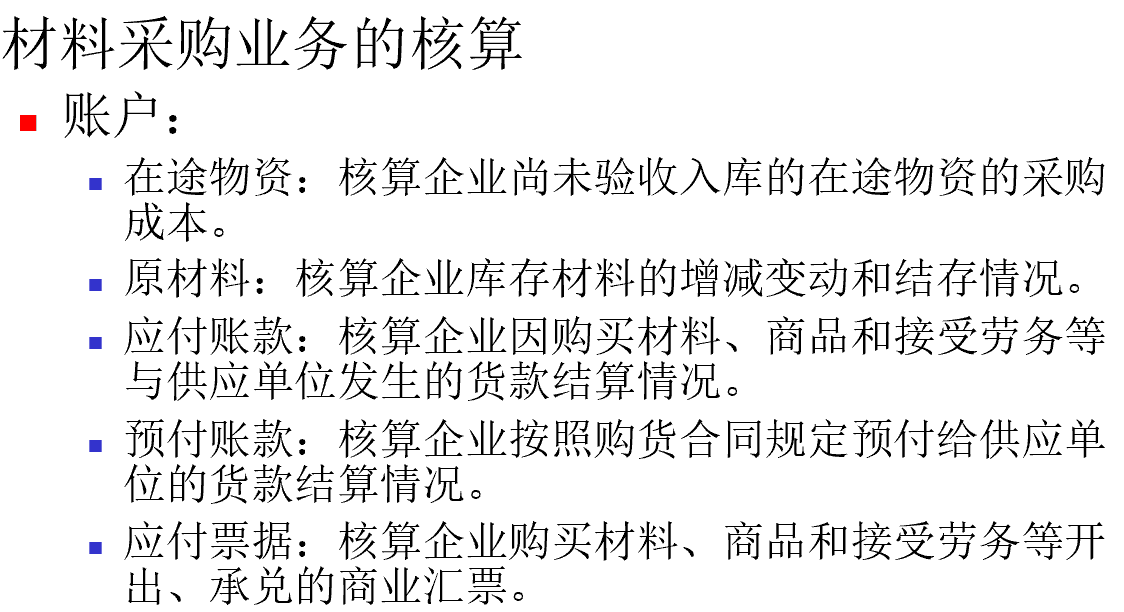 材料采购业务的核算
账户：
在途物资：核算企业尚未验收入库的在途物资的采购
成本。
原材料：核算企业库存材料的增减变动和结存情况。
应付账款：核算企业因购买材料、商品和接受劳务等
与供应单位发生的货款结算情况。
预付账款：核算企业按照购货合同规定预付给供应单
位的货款结算情况。
应付票据：核算企业购买材料、商品和接受劳务等开
出、承兑的商业汇票。